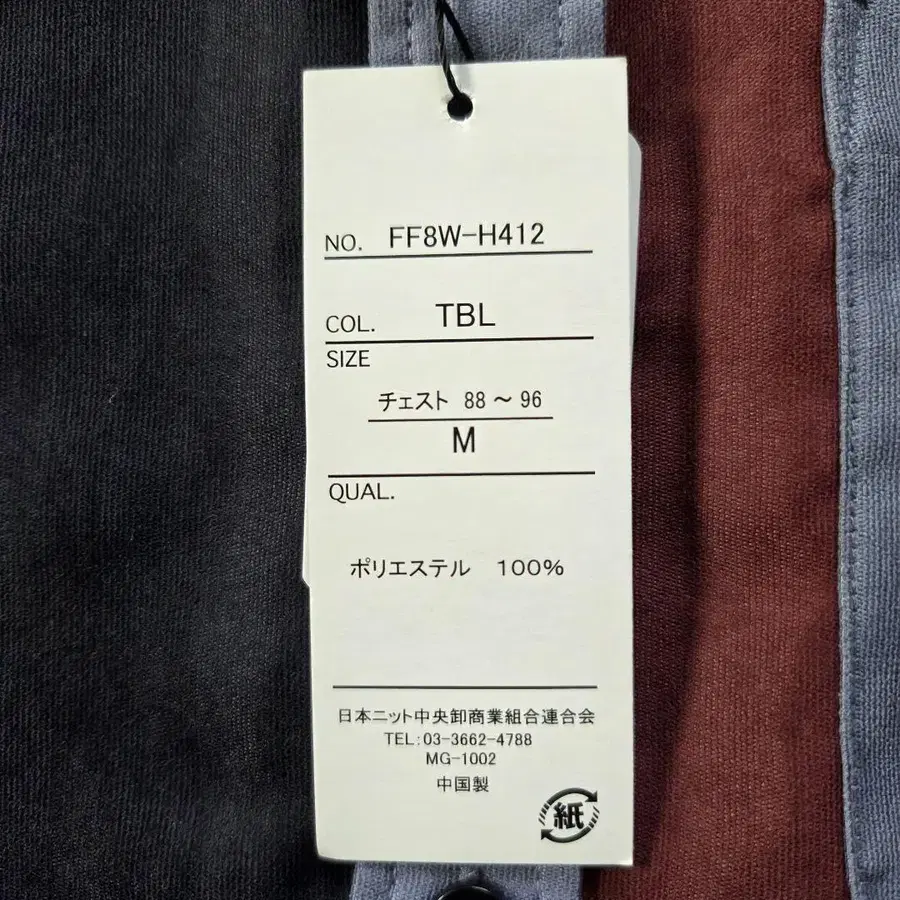 NO. FF8W-H412
COL. TBL
SIZE
チェスト 88～96
M
QUAL.
ポリエステル 100%
日本ニット中央卸商業組合連合会
TEL:03-3662-4788
MG-1002
中国製
紙